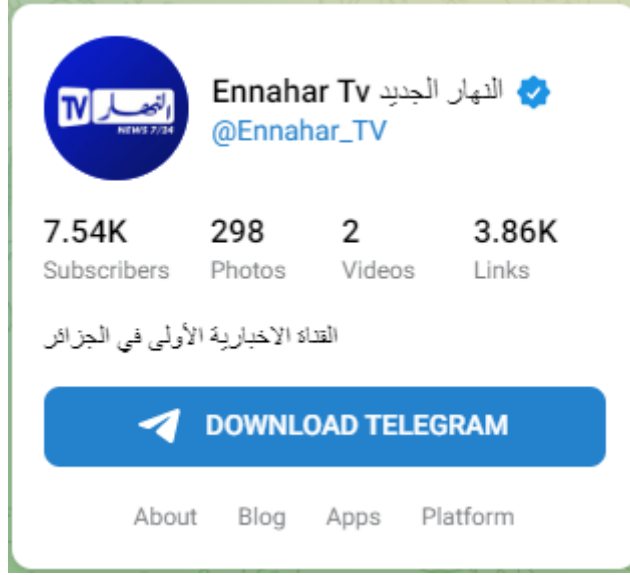 TV النهار
NEWS 7/24
Ennahar Tv النهار الجديد
@Ennahar_TV
7.54K 298 2 3.86K
Subscribers Photos Videos Links
القناة الاخبارية الأولى في الجزائر
DOWNLOAD TELEGRAM
About Blog Apps Platform